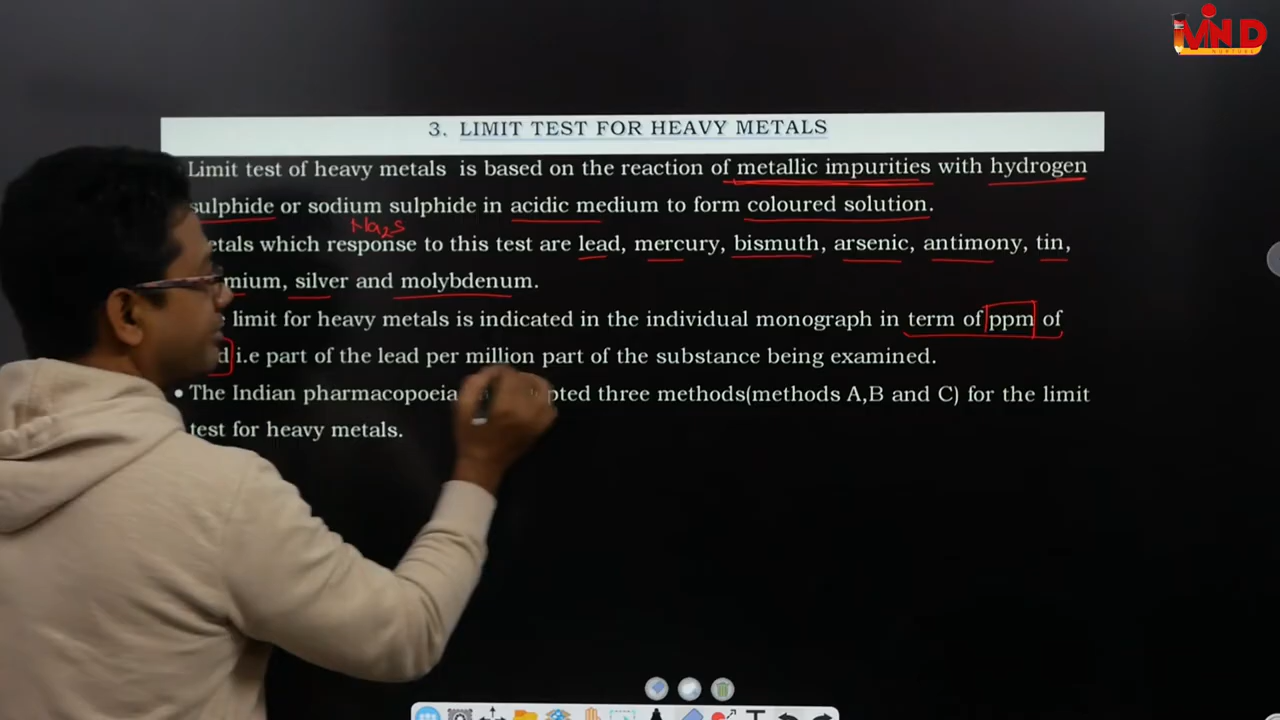 MIND
NURTURE
3. LIMIT TEST FOR HEAVY METALS
Limit test of heavy metals is based on the reaction of metallic impurities with hydrogen
sulphide or sodium sulphide in acidic medium to form coloured solution.
Na₂S
etals which response to this test are lead, mercury, bismuth, arsenic, antimony, tin,
mium, silver and molybdenum.
limit for heavy metals is indicated in the individual monograph in term of ppm of
d i.e part of the lead per million part of the substance being examined.
• The Indian pharmacopoeia pted three methods(methods A,B and C) for the limit
test for heavy metals.